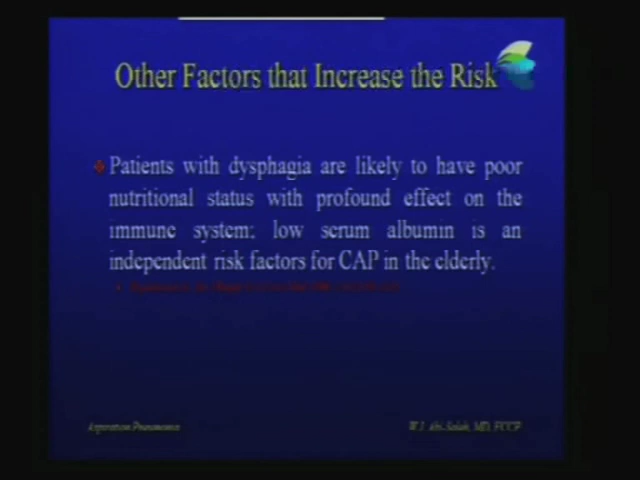 Other Factors that Increase the Risk
Patients with dysphagia are likely to have poor
nutritional status with profound effect on the
immune system; low serum albumin is an
independent risk factors for CAP in the elderly.
Aspiration Pneumonia
MD, FCCP